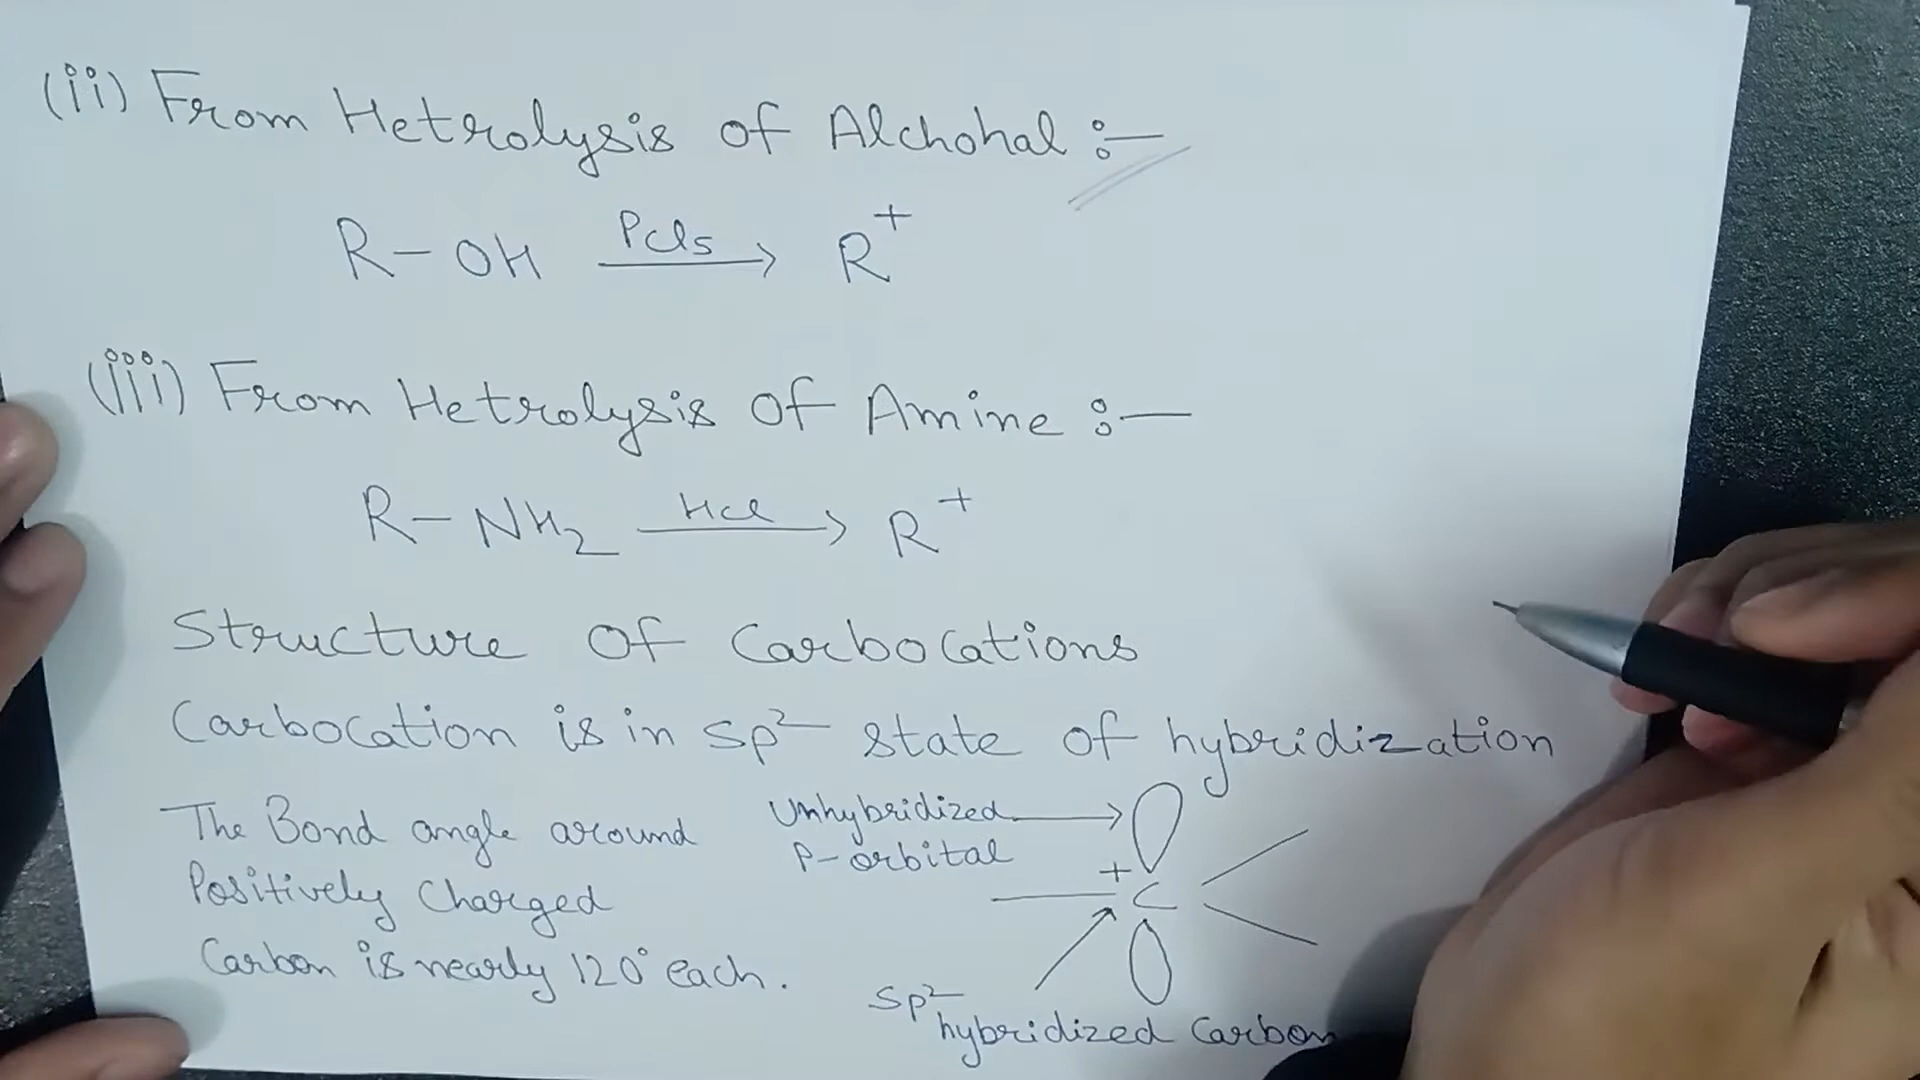 (ii) From Hetrolysis of Alchohal :-
R-OH PCl5 → R+
(iii) From Hetrolysis of Amine :-
R-NH2 HCl → R+
Structure of Carbocations
Carbocation is in sp2 state of hybridization
The Bond angle around
Positively Charged
Carbon is nearly 120° each.
Unhybridized →
P-orbital
+
C
Sp2
hybridized Carbon